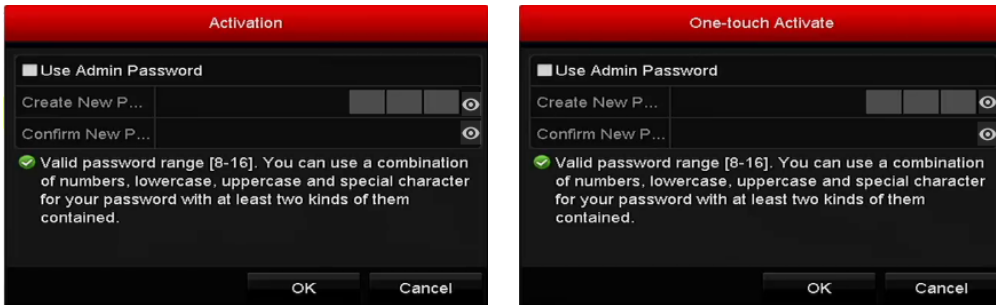 Activation
Use Admin Password
Create New P...
Confirm New P...
Valid password range [8-16]. You can use a combination
of numbers, lowercase, uppercase and special character
for your password with at least two kinds of them
contained.
OK
Cancel
One-touch Activate
Use Admin Password
Create New P...
Confirm New P...
Valid password range [8-16]. You can use a combination
of numbers, lowercase, uppercase and special character
for your password with at least two kinds of them
contained.
OK
Cancel